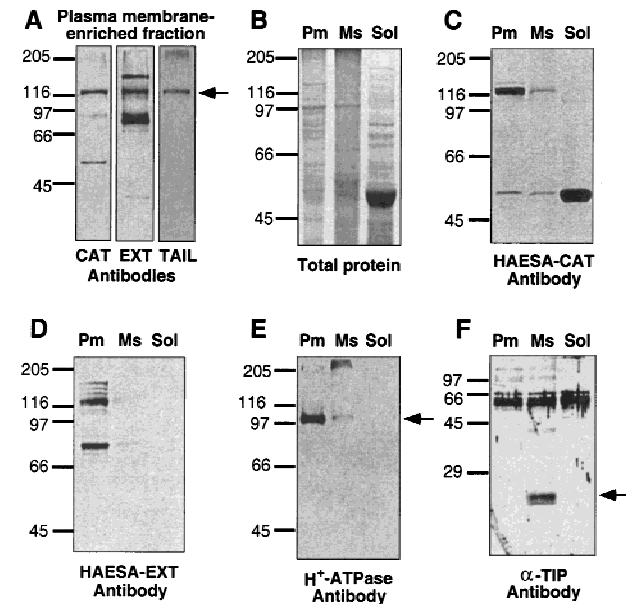 A Plasma membrane-
enriched fraction
205
116
97
66
45
CAT EXT TAIL
Antibodies
B Pm Ms Sol
205
116
97
66
45
Total protein
C Pm Ms Sol
205
116
97
66
45
HAESA-CAT
Antibody
D Pm Ms Sol
205
116
97
66
45
HAESA-EXT
Antibody
E Pm Ms Sol
205
116
97
66
45
H+-ATPase
Antibody
F Pm Ms Sol
97
66
45
29
α-TIP
Antibody